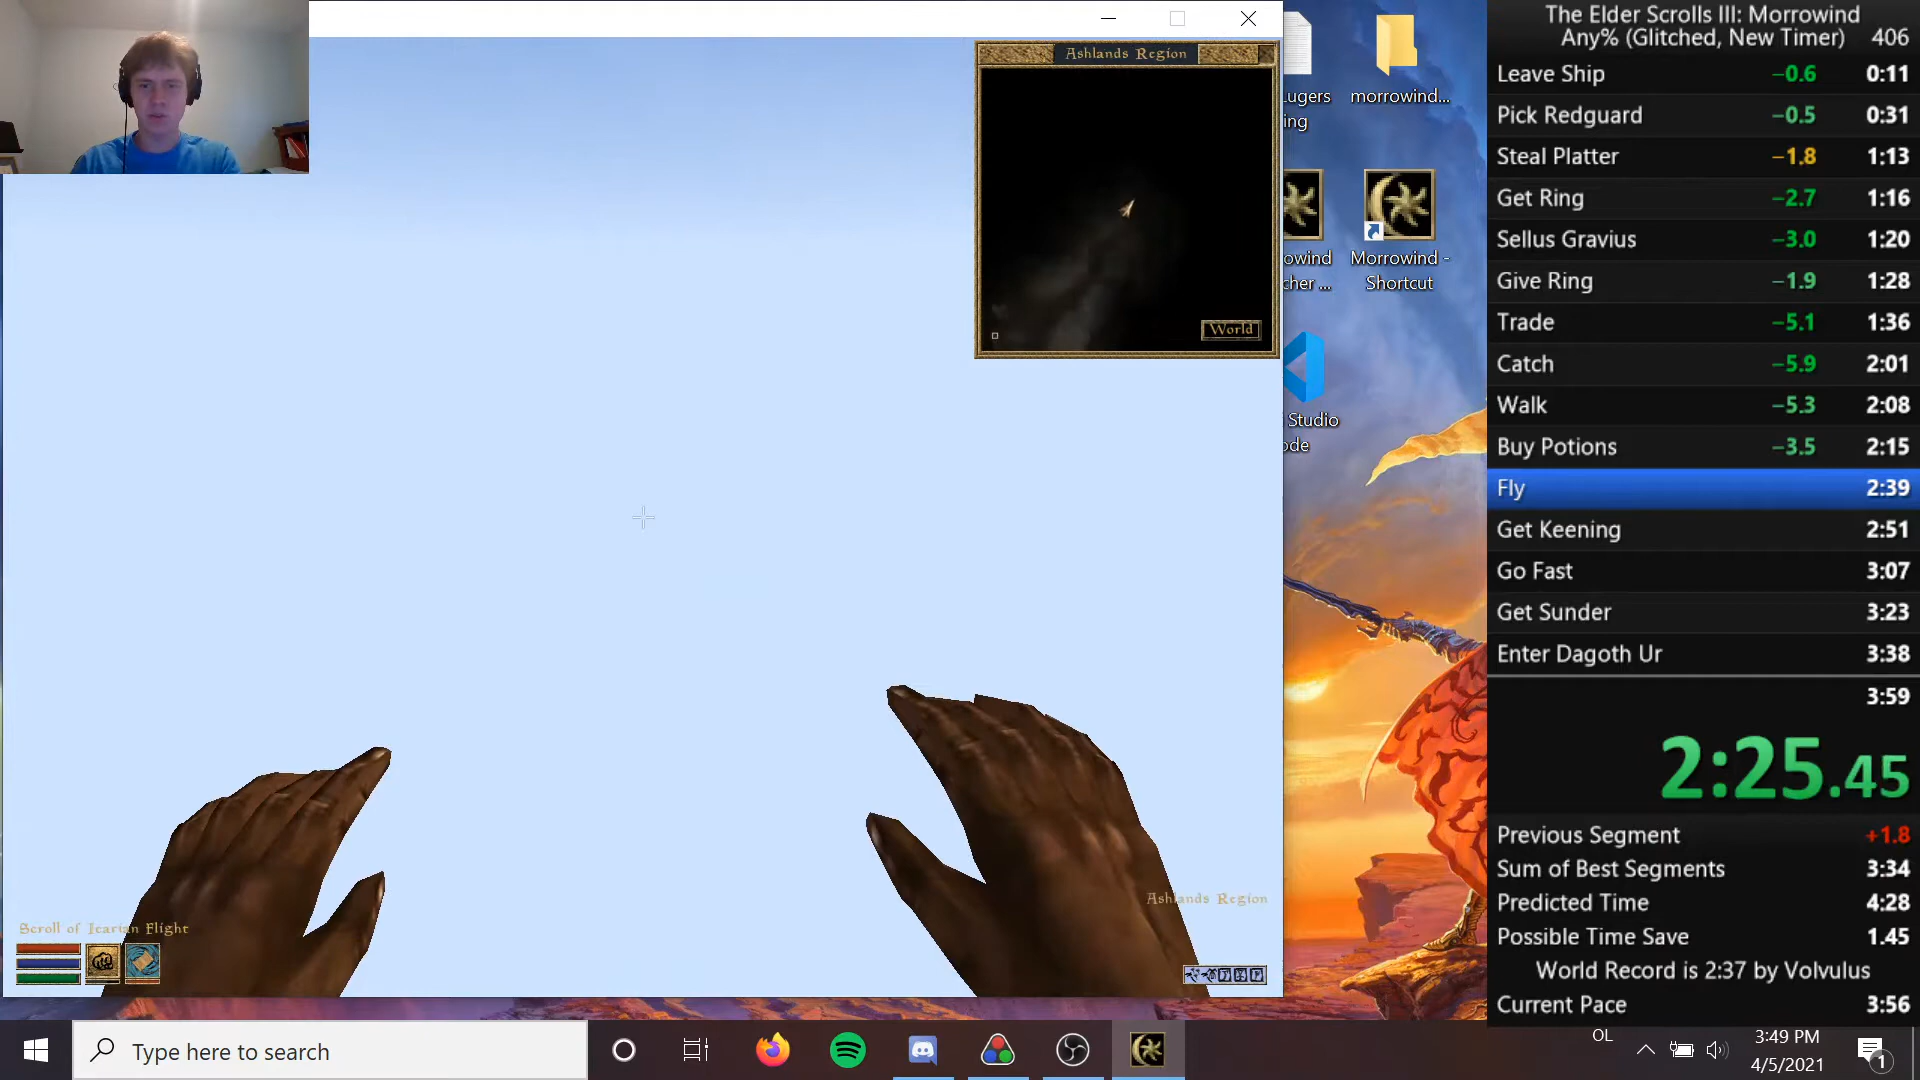 The Elder Scrolls III: Morrowind
Any% (Glitched, New Timer) 406
Leave Ship −0.6 0:11
Pick Redguard −0.5 0:31
Steal Platter −1.8 1:13
Get Ring −2.7 1:16
Sellus Gravius −3.0 1:20
Give Ring −1.9 1:28
Trade −5.1 1:36
Catch −5.9 2:01
Walk −5.3 2:08
Buy Potions −3.5 2:15
Fly 2:39
Get Keening 2:51
Go Fast 3:07
Get Sunder 3:23
Enter Dagoth Ur 3:38
3:59
2:25.45
Previous Segment +1.8
Sum of Best Segments 3:34
Predicted Time 4:28
Possible Time Save 1.45
World Record is 2:37 by Volvulus
Current Pace 3:56
Ashlands Region
World
morrowind...
Morrowind -
Shortcut
Studio
Ashlands Region
Scroll of Icarian Flight
Type here to search
OL
3:49 PM
4/5/2021
1